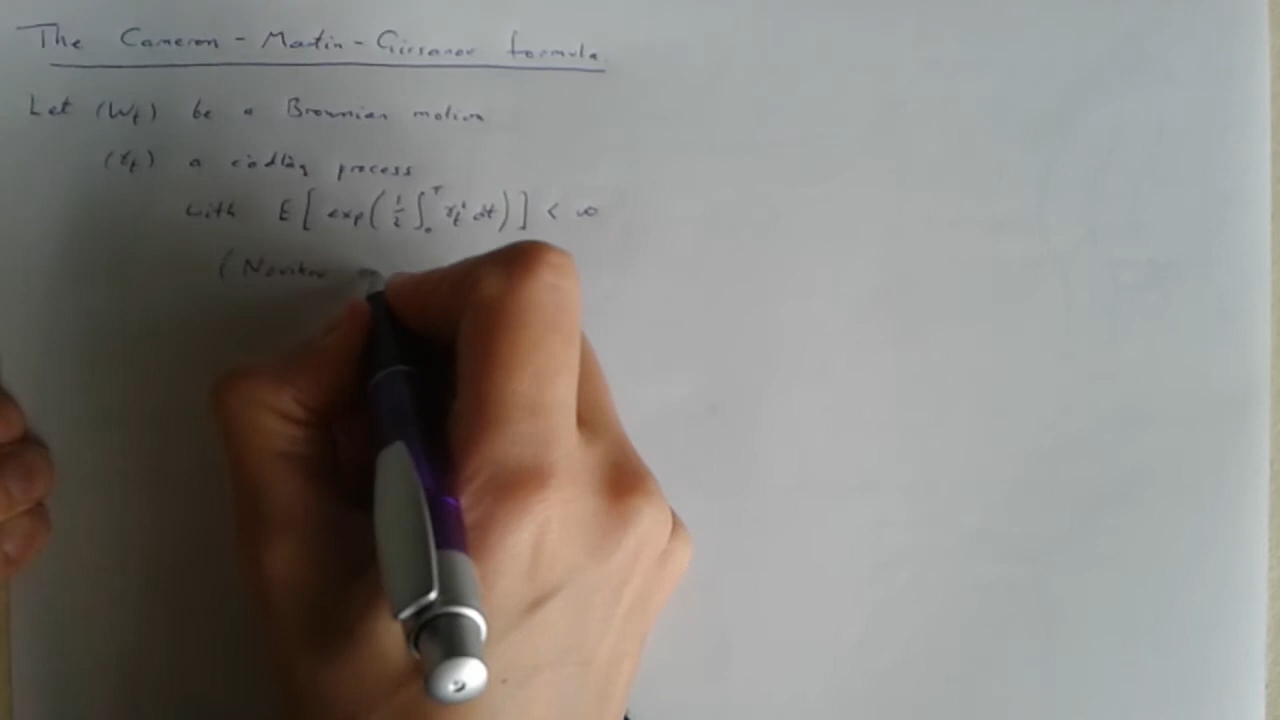 The Cameron-Martin-Girsanov formula
Let (Wt) be a Brownian motion
(γt) a càdlàg process
with E[exp(½∫₀ᵀ γt² dt)] < ∞
(Novikov